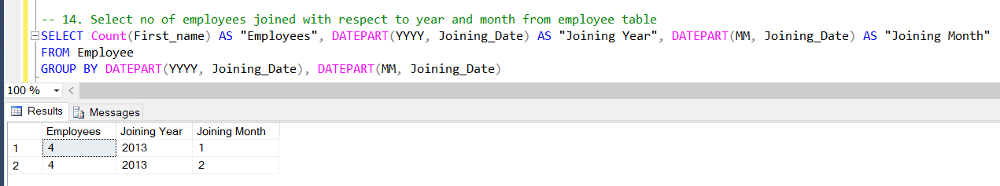 -- 14. Select no of employees joined with respect to year and month from employee table
SELECT Count(First_name) AS "Employees", DATEPART(YYYY, Joining_Date) AS "Joining Year", DATEPART(MM, Joining_Date) AS "Joining Month"
FROM Employee
GROUP BY DATEPART(YYYY, Joining_Date), DATEPART(MM, Joining_Date)
100 %
Results Messages
Employees Joining Year Joining Month
1 4 2013 1
2 4 2013 2